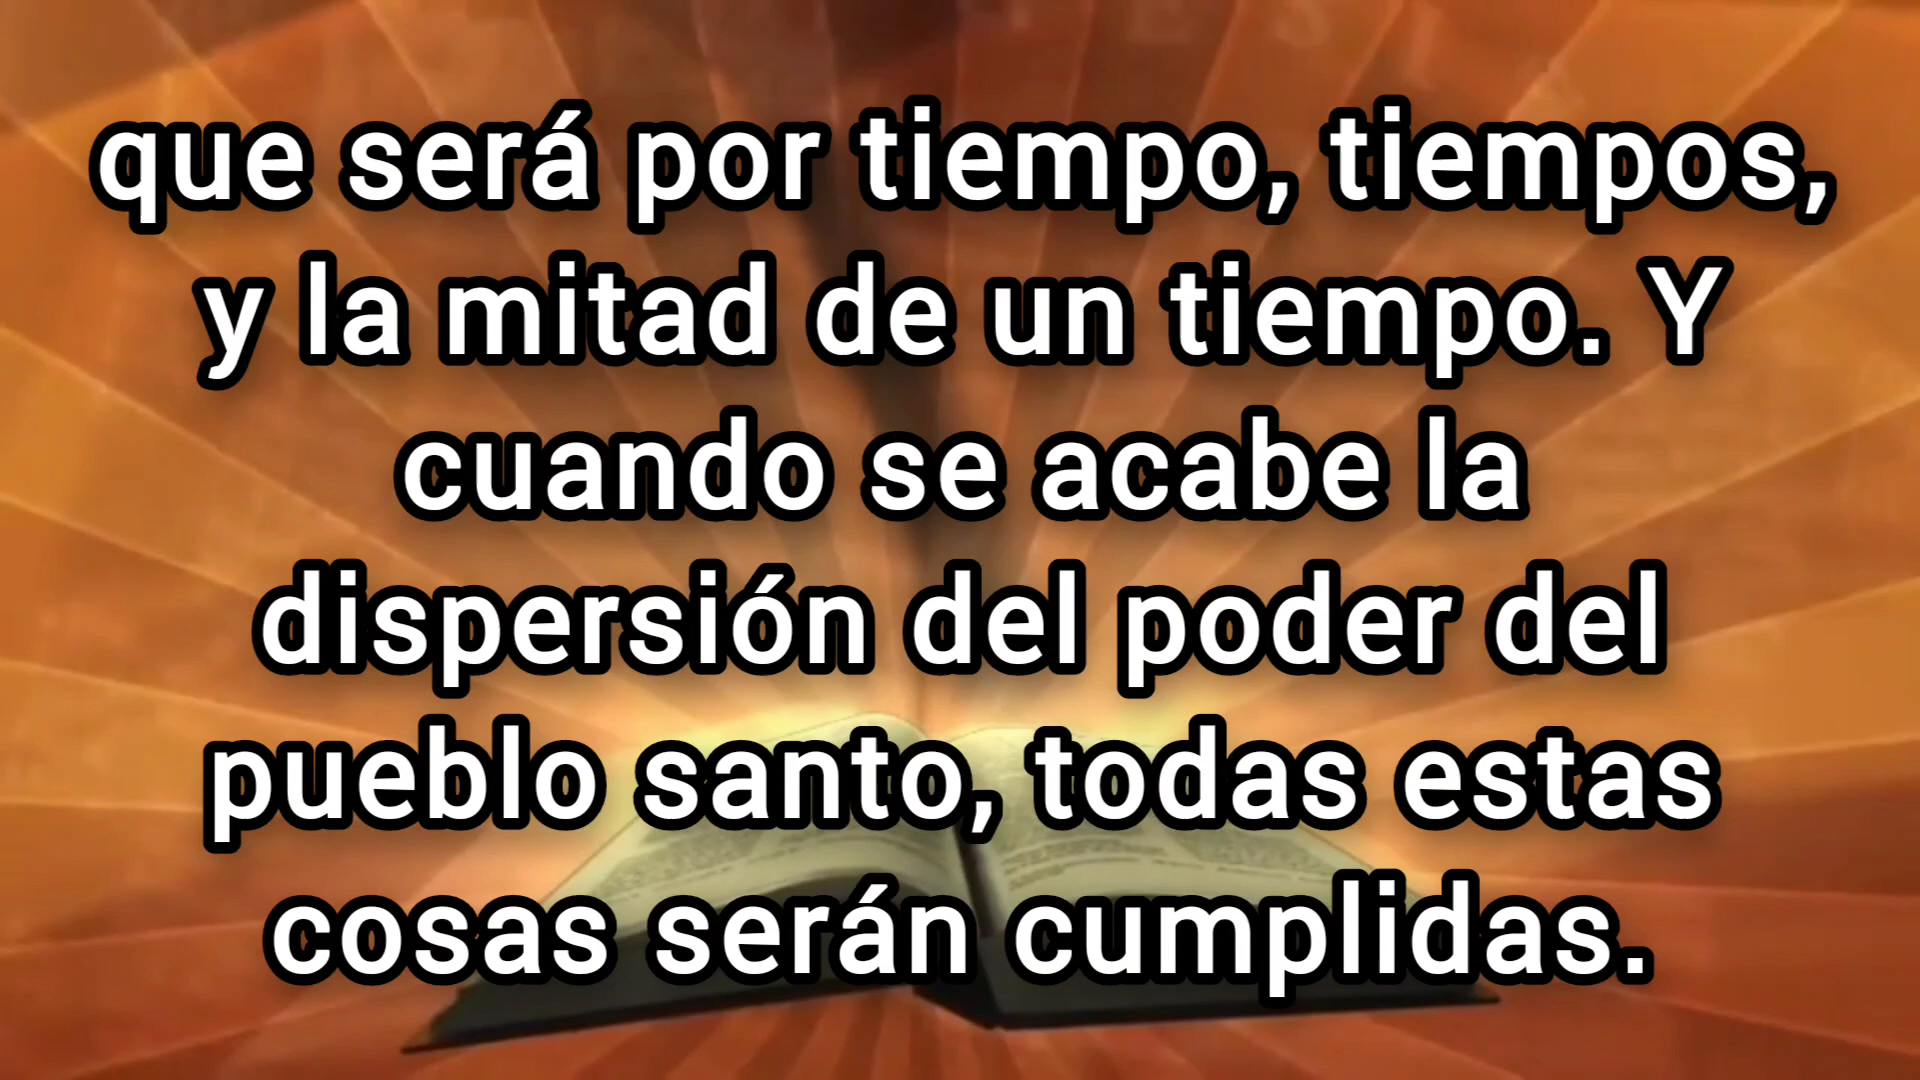 que será por tiempo, tiempos,
y la mitad de un tiempo. Y
cuando se acabe la
dispersión del poder del
pueblo santo, todas estas
cosas serán cumplidas.